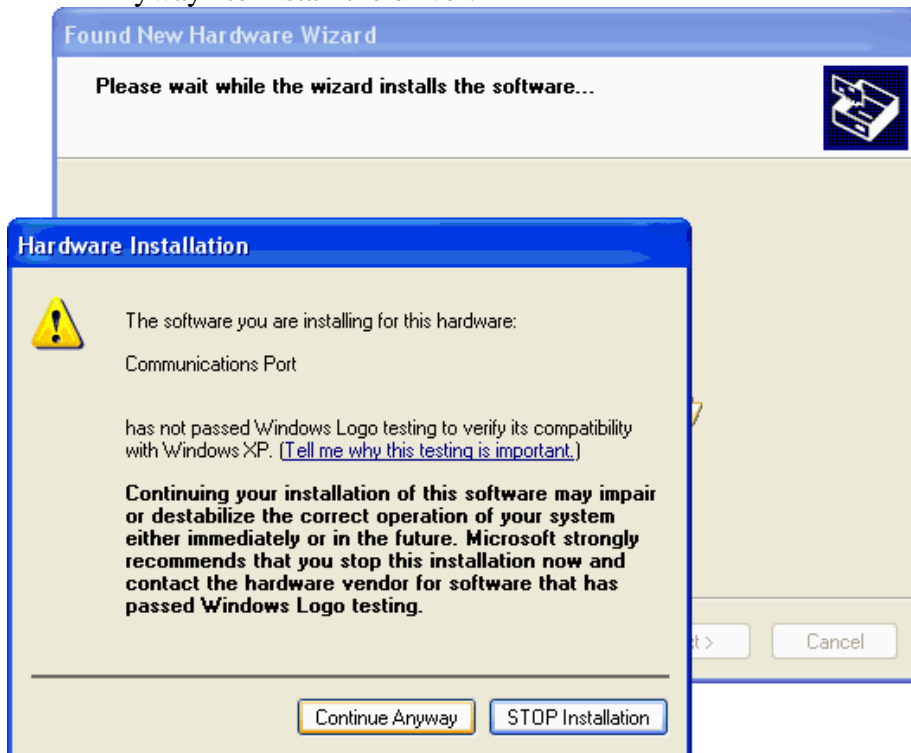 Found New Hardware Wizard
Please wait while the wizard installs the software...
Hardware Installation
The software you are installing for this hardware:
Communications Port
has not passed Windows Logo testing to verify its compatibility
with Windows XP. (Tell me why this testing is important.)
Continuing your installation of this software may impair
or destabilize the correct operation of your system
either immediately or in the future. Microsoft strongly
recommends that you stop this installation now and
contact the hardware vendor for software that has
passed Windows Logo testing.
Cancel
Continue Anyway STOP Installation